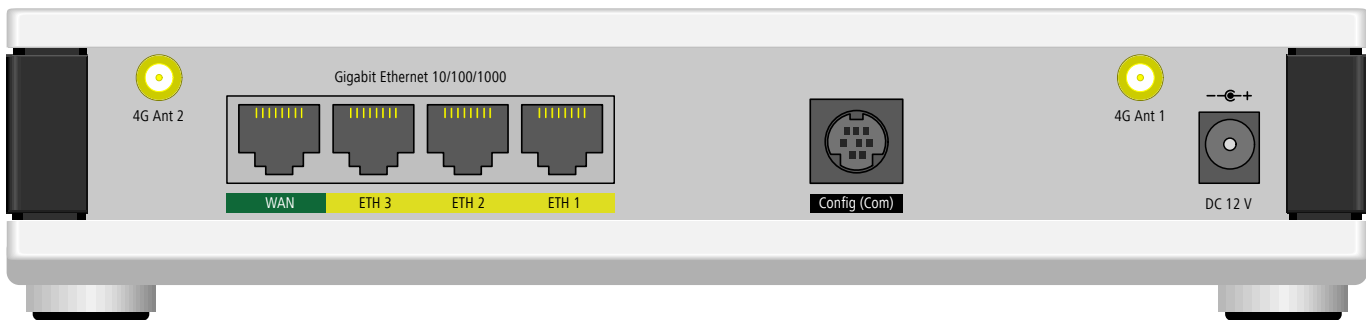 Gigabit Ethernet 10/100/1000
4G Ant 2
4G Ant 1
WAN ETH 3 ETH 2 ETH 1
Config (Com)
DC 12 V